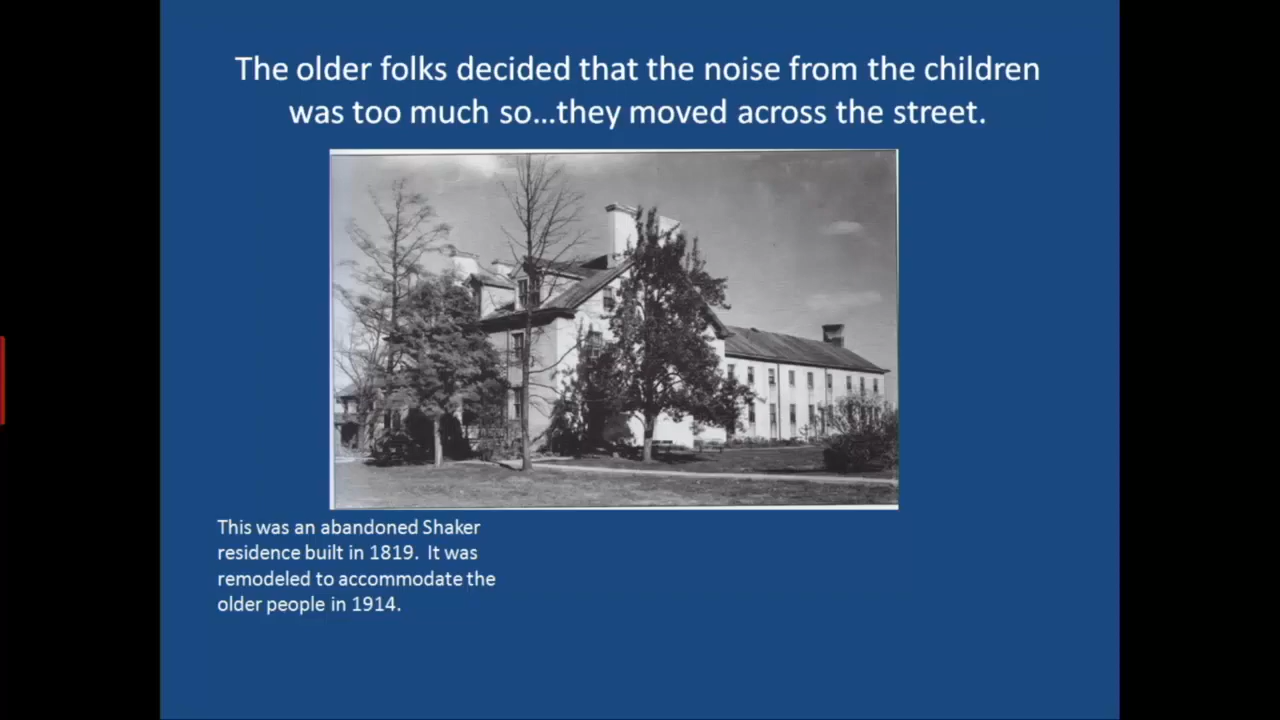 The older folks decided that the noise from the children
was too much so…they moved across the street.
This was an abandoned Shaker
residence built in 1819.  It was
remodeled to accommodate the
older people in 1914.